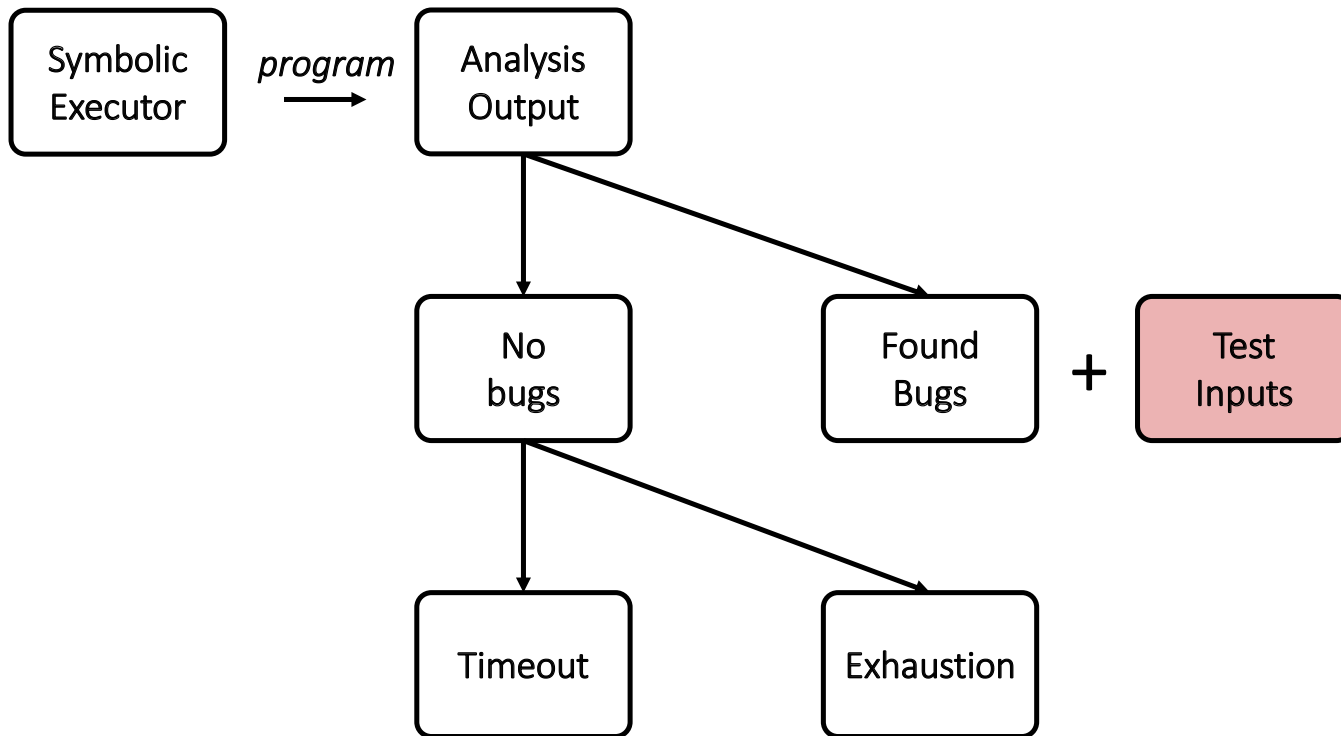 Symbolic
Executor
program
Analysis
Output
No
bugs
Found
Bugs
+
Test
Inputs
Timeout
Exhaustion